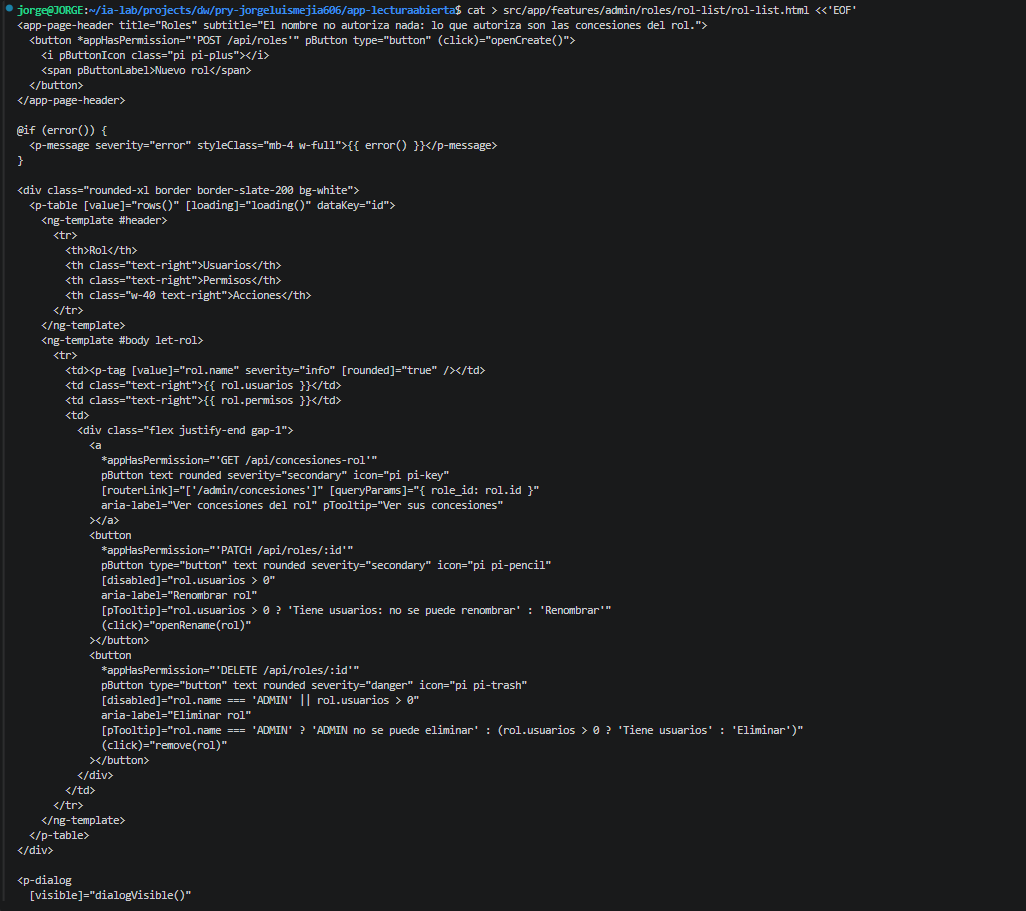 jorge@JORGE:~/ia-lab/projects/dw/pry-jorgeluismejia606/app-lecturaabierta$ cat > src/app/features/admin/roles/rol-list/rol-list.html <<'EOF'
<app-page-header title="Roles" subtitle="El nombre no autoriza nada: lo que autoriza son las concesiones del rol.">
  <button *appHasPermission="'POST /api/roles'" pButton type="button" (click)="openCreate()">
    <i pButtonIcon class="pi pi-plus"></i>
    <span pButtonLabel>Nuevo rol</span>
  </button>
</app-page-header>

@if (error()) {
  <p-message severity="error" styleClass="mb-4 w-full">{{ error() }}</p-message>
}

<div class="rounded-xl border border-slate-200 bg-white">
  <p-table [value]="rows()" [loading]="loading()" dataKey="id">
    <ng-template #header>
      <tr>
        <th>Rol</th>
        <th class="text-right">Usuarios</th>
        <th class="text-right">Permisos</th>
        <th class="w-40 text-right">Acciones</th>
      </tr>
    </ng-template>
    <ng-template #body let-rol>
      <tr>
        <td><p-tag [value]="rol.name" severity="info" [rounded]="true" /></td>
        <td class="text-right">{{ rol.usuarios }}</td>
        <td class="text-right">{{ rol.permisos }}</td>
        <td>
          <div class="flex justify-end gap-1">
            <a
              *appHasPermission="'GET /api/concesiones-rol'"
              pButton text rounded severity="secondary" icon="pi pi-key"
              [routerLink]="['/admin/concesiones']" [queryParams]="{ role_id: rol.id }"
              aria-label="Ver concesiones del rol" pTooltip="Ver sus concesiones"
            ></a>
            <button
              *appHasPermission="'PATCH /api/roles/:id'"
              pButton type="button" text rounded severity="secondary" icon="pi pi-pencil"
              [disabled]="rol.usuarios > 0"
              aria-label="Renombrar rol"
              [pTooltip]="rol.usuarios > 0 ? 'Tiene usuarios: no se puede renombrar' : 'Renombrar'"
              (click)="openRename(rol)"
            ></button>
            <button
              *appHasPermission="'DELETE /api/roles/:id'"
              pButton type="button" text rounded severity="danger" icon="pi pi-trash"
              [disabled]="rol.name === 'ADMIN' || rol.usuarios > 0"
              aria-label="Eliminar rol"
              [pTooltip]="rol.name === 'ADMIN' ? 'ADMIN no se puede eliminar' : (rol.usuarios > 0 ? 'Tiene usuarios' : 'Eliminar')"
              (click)="remove(rol)"
            ></button>
          </div>
        </td>
      </tr>
    </ng-template>
  </p-table>
</div>

<p-dialog
  [visible]="dialogVisible()"